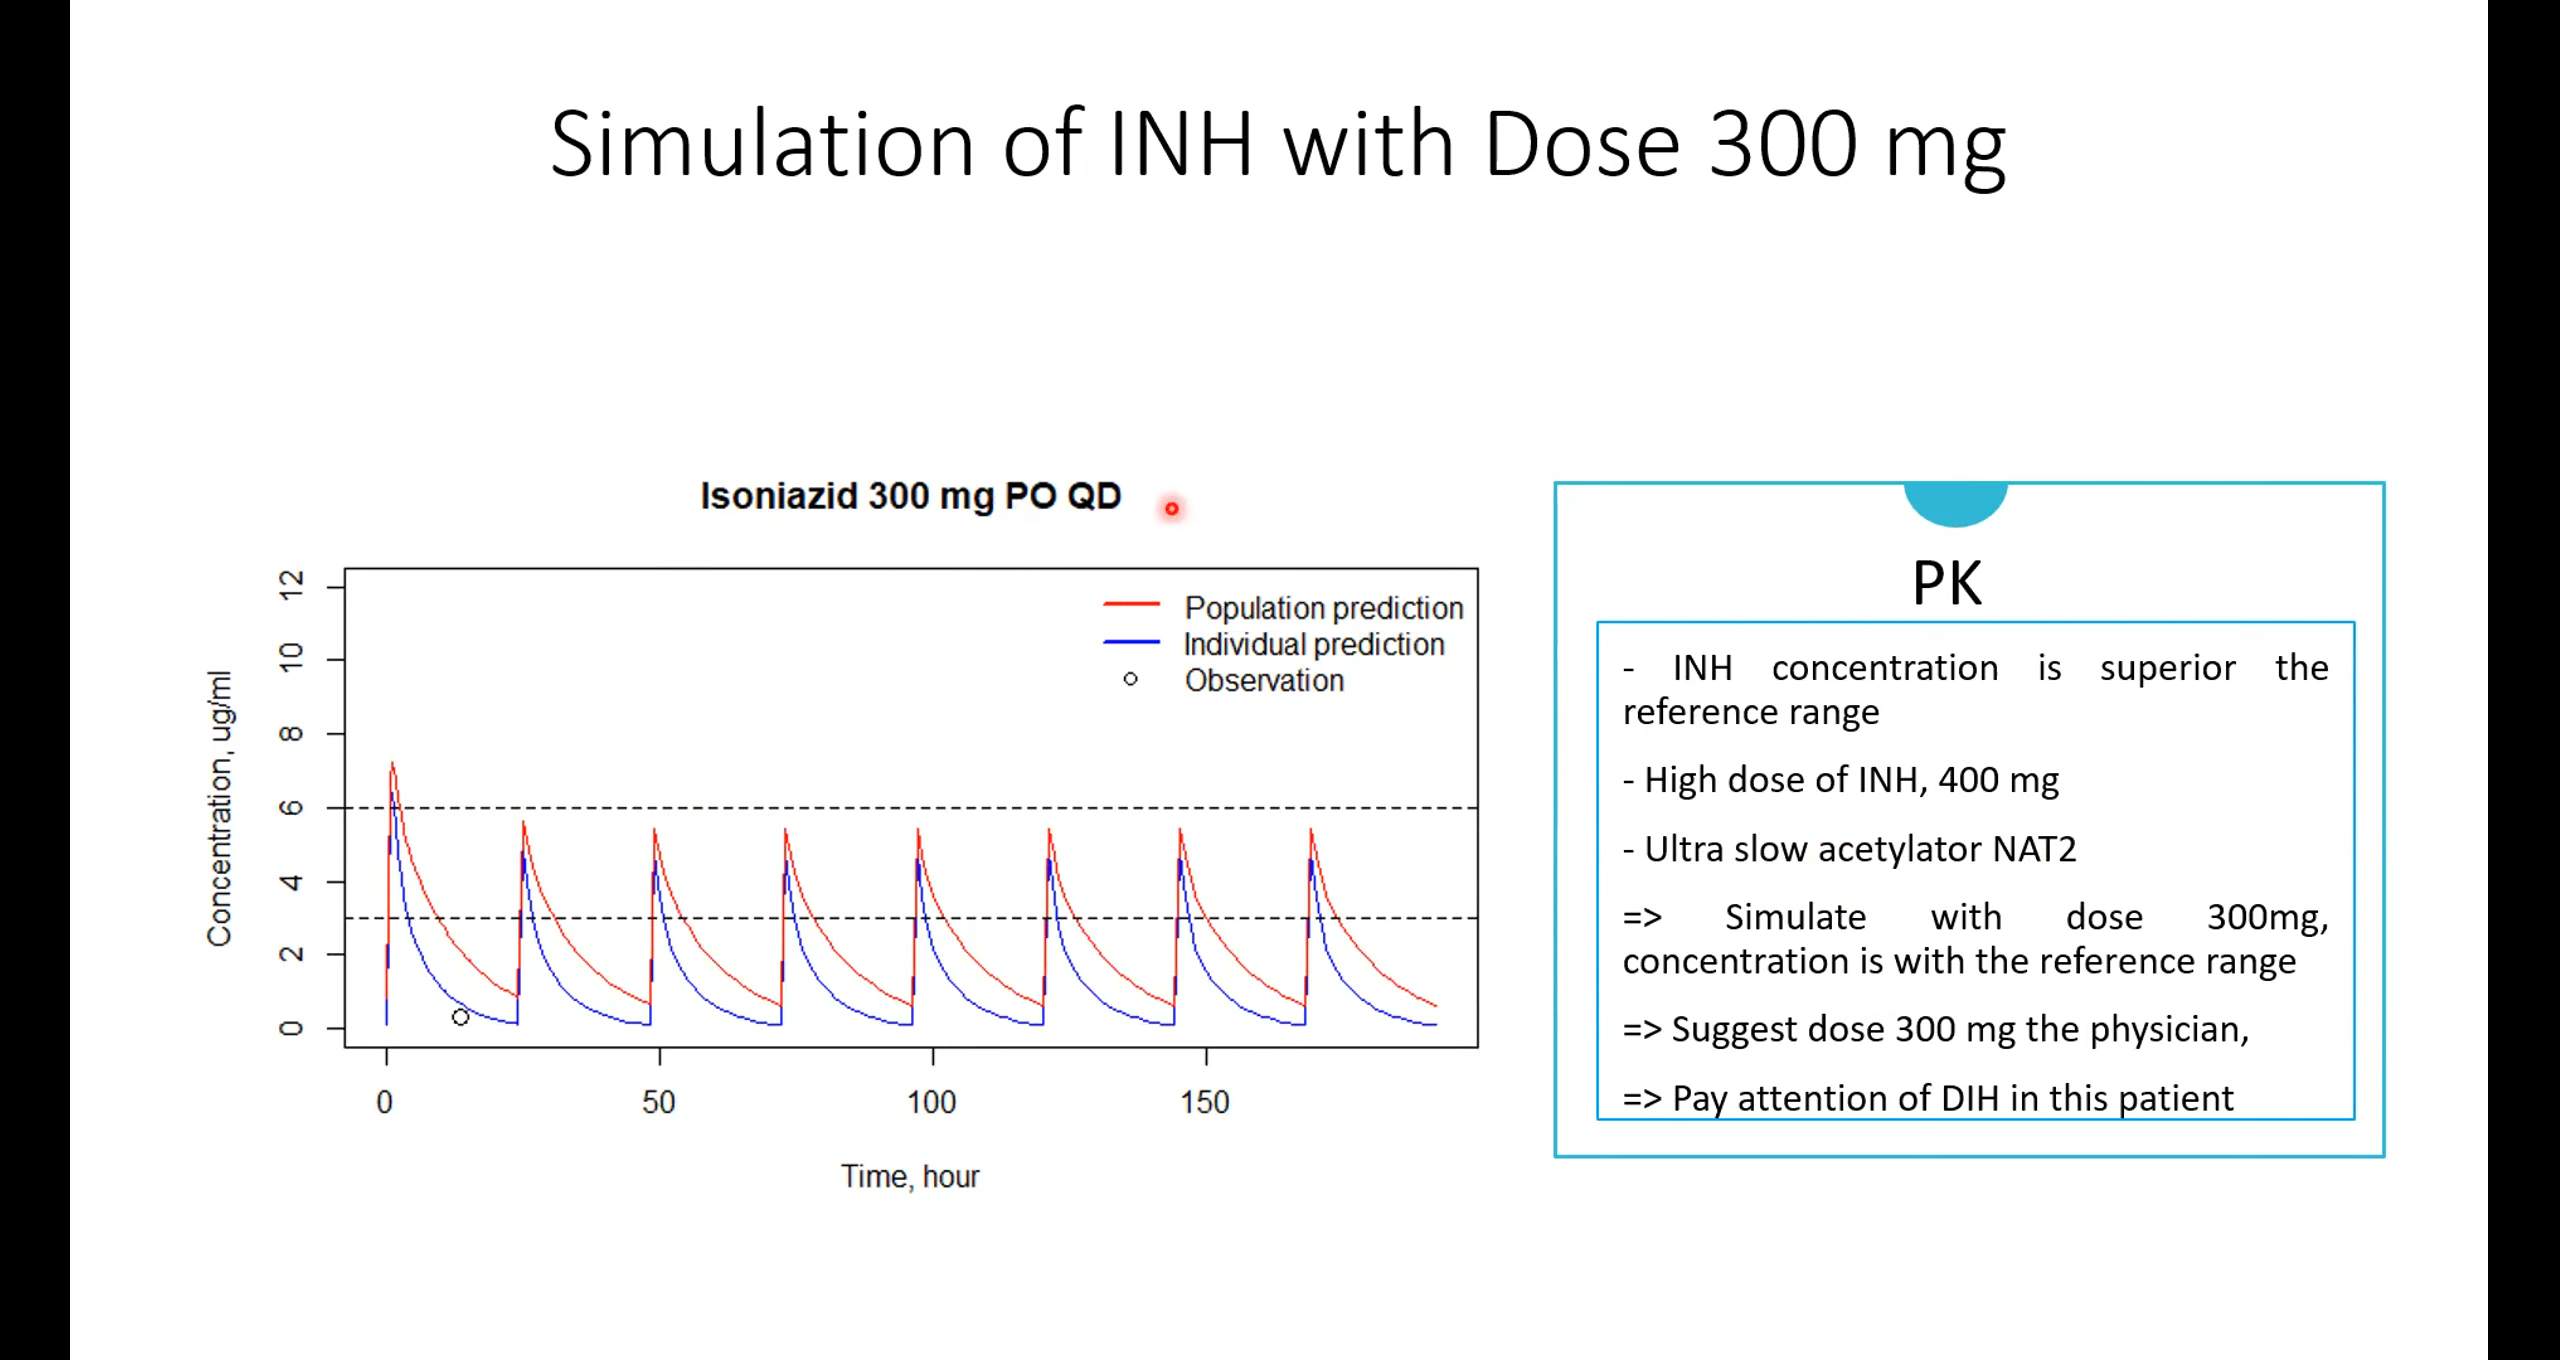 Simulation of INH with Dose 300 mg
Isoniazid 300 mg PO QD
12
10
8
6
4
2
0
Concentration, ug/ml
Population prediction
Individual prediction
Observation
0 50 100 150
Time, hour
PK
- INH concentration is superior the
reference range
- High dose of INH, 400 mg
- Ultra slow acetylator NAT2
=> Simulate with dose 300mg,
concentration is with the reference range
=> Suggest dose 300 mg the physician,
=> Pay attention of DIH in this patient